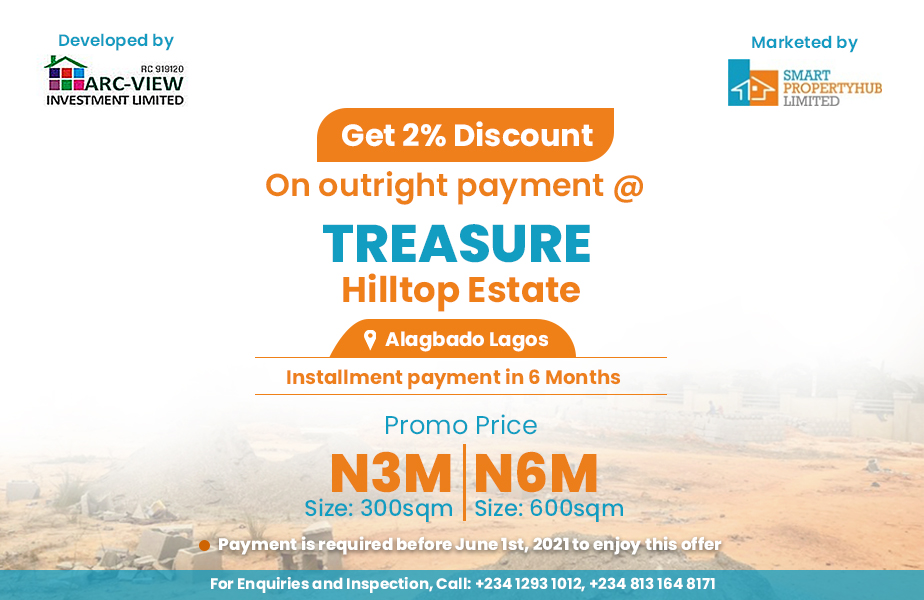 Developed by
RC 919120
ARC-VIEW
INVESTMENT LIMITED
Marketed by
SMART
PROPERTYHUB
LIMITED
Get 2% Discount
On outright payment @
TREASURE
Hilltop Estate
Alagbado Lagos
Installment payment in 6 Months
Promo Price
N3M N6M
Size: 300sqm Size: 600sqm
Payment is required before June 1st, 2021 to enjoy this offer
For Enquiries and Inspection, Call: +234 1293 1012, +234 813 164 8171